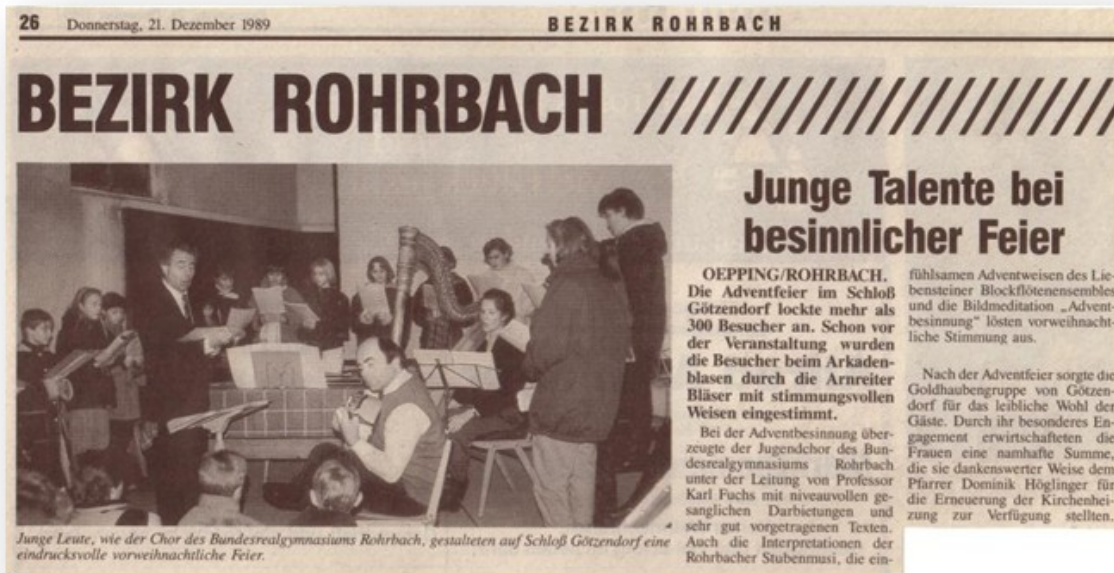 26 Donnerstag, 21. Dezember 1989 BEZIRK ROHRBACH
BEZIRK ROHRBACH
Junge Leute, wie der Chor des Bundesrealgymnasiums Rohrbach, gestalteten auf Schloß Götzendorf eine
eindrucksvolle vorweihnachtliche Feier.
Junge Talente bei
besinnlicher Feier
OEPPING/ROHRBACH.
Die Adventfeier im Schloß
Götzendorf lockte mehr als
300 Besucher an. Schon vor
der Veranstaltung wurden
die Besucher beim Arkaden-
blasen durch die Arnreiter
Bläser mit stimmungsvollen
Weisen eingestimmt.
Bei der Adventbesinnung über-
zeugte der Jugendchor des Bun-
desrealgymnasiums Rohrbach
unter der Leitung von Professor
Karl Fuchs mit niveauvollen ge-
sanglichen Darbietungen und
sehr gut vorgetragenen Texten.
Auch die Interpretationen der
Rohrbacher Stubenmusi, die ein-
fühlsamen Adventweisen des Lie-
bensteiner Blockflötenensembles
und die Bildmeditation „Advent-
besinnung" lösten vorweihnacht-
liche Stimmung aus.
Nach der Adventfeier sorgte die
Goldhaubengruppe von Götzen-
dorf für das leibliche Wohl der
Gäste. Durch ihr besonderes En-
gagement erwirtschafteten die
Frauen eine namhafte Summe,
die sie dankenswerter Weise dem
Pfarrer Dominik Höglinger für
die Erneuerung der Kirchenhei-
zung zur Verfügung stellten.